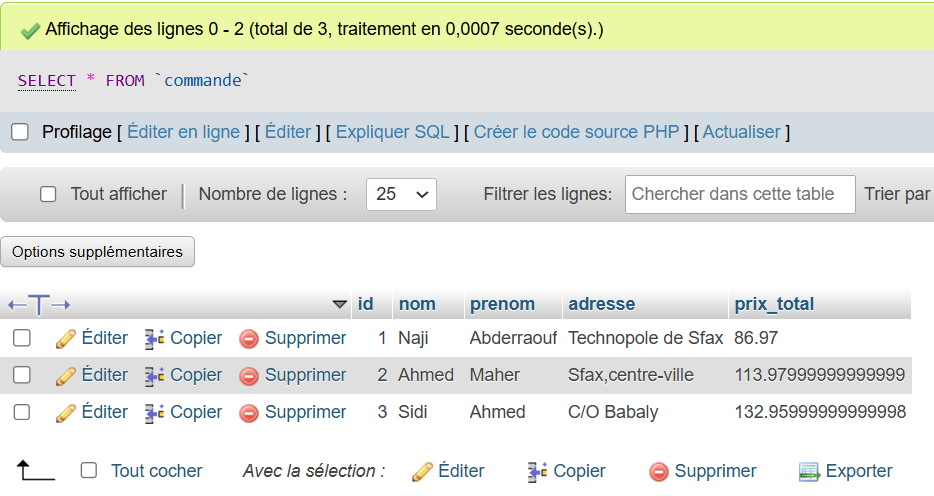 Affichage des lignes 0 - 2 (total de 3, traitement en 0,0007 seconde(s).)
SELECT * FROM `commande`
Profilage [ Éditer en ligne ] [ Éditer ] [ Expliquer SQL ] [ Créer le code source PHP ] [ Actualiser ]
Tout afficher Nombre de lignes : 25 Filtrer les lignes: Chercher dans cette table Trier par
Options supplémentaires
←T→ id nom prenom adresse prix_total
Éditer Copier Supprimer 1 Naji Abderraouf Technopole de Sfax 86.97
Éditer Copier Supprimer 2 Ahmed Maher Sfax,centre-ville 113.97999999999999
Éditer Copier Supprimer 3 Sidi Ahmed C/O Babaly 132.95999999999998
Tout cocher Avec la sélection : Éditer Copier Supprimer Exporter